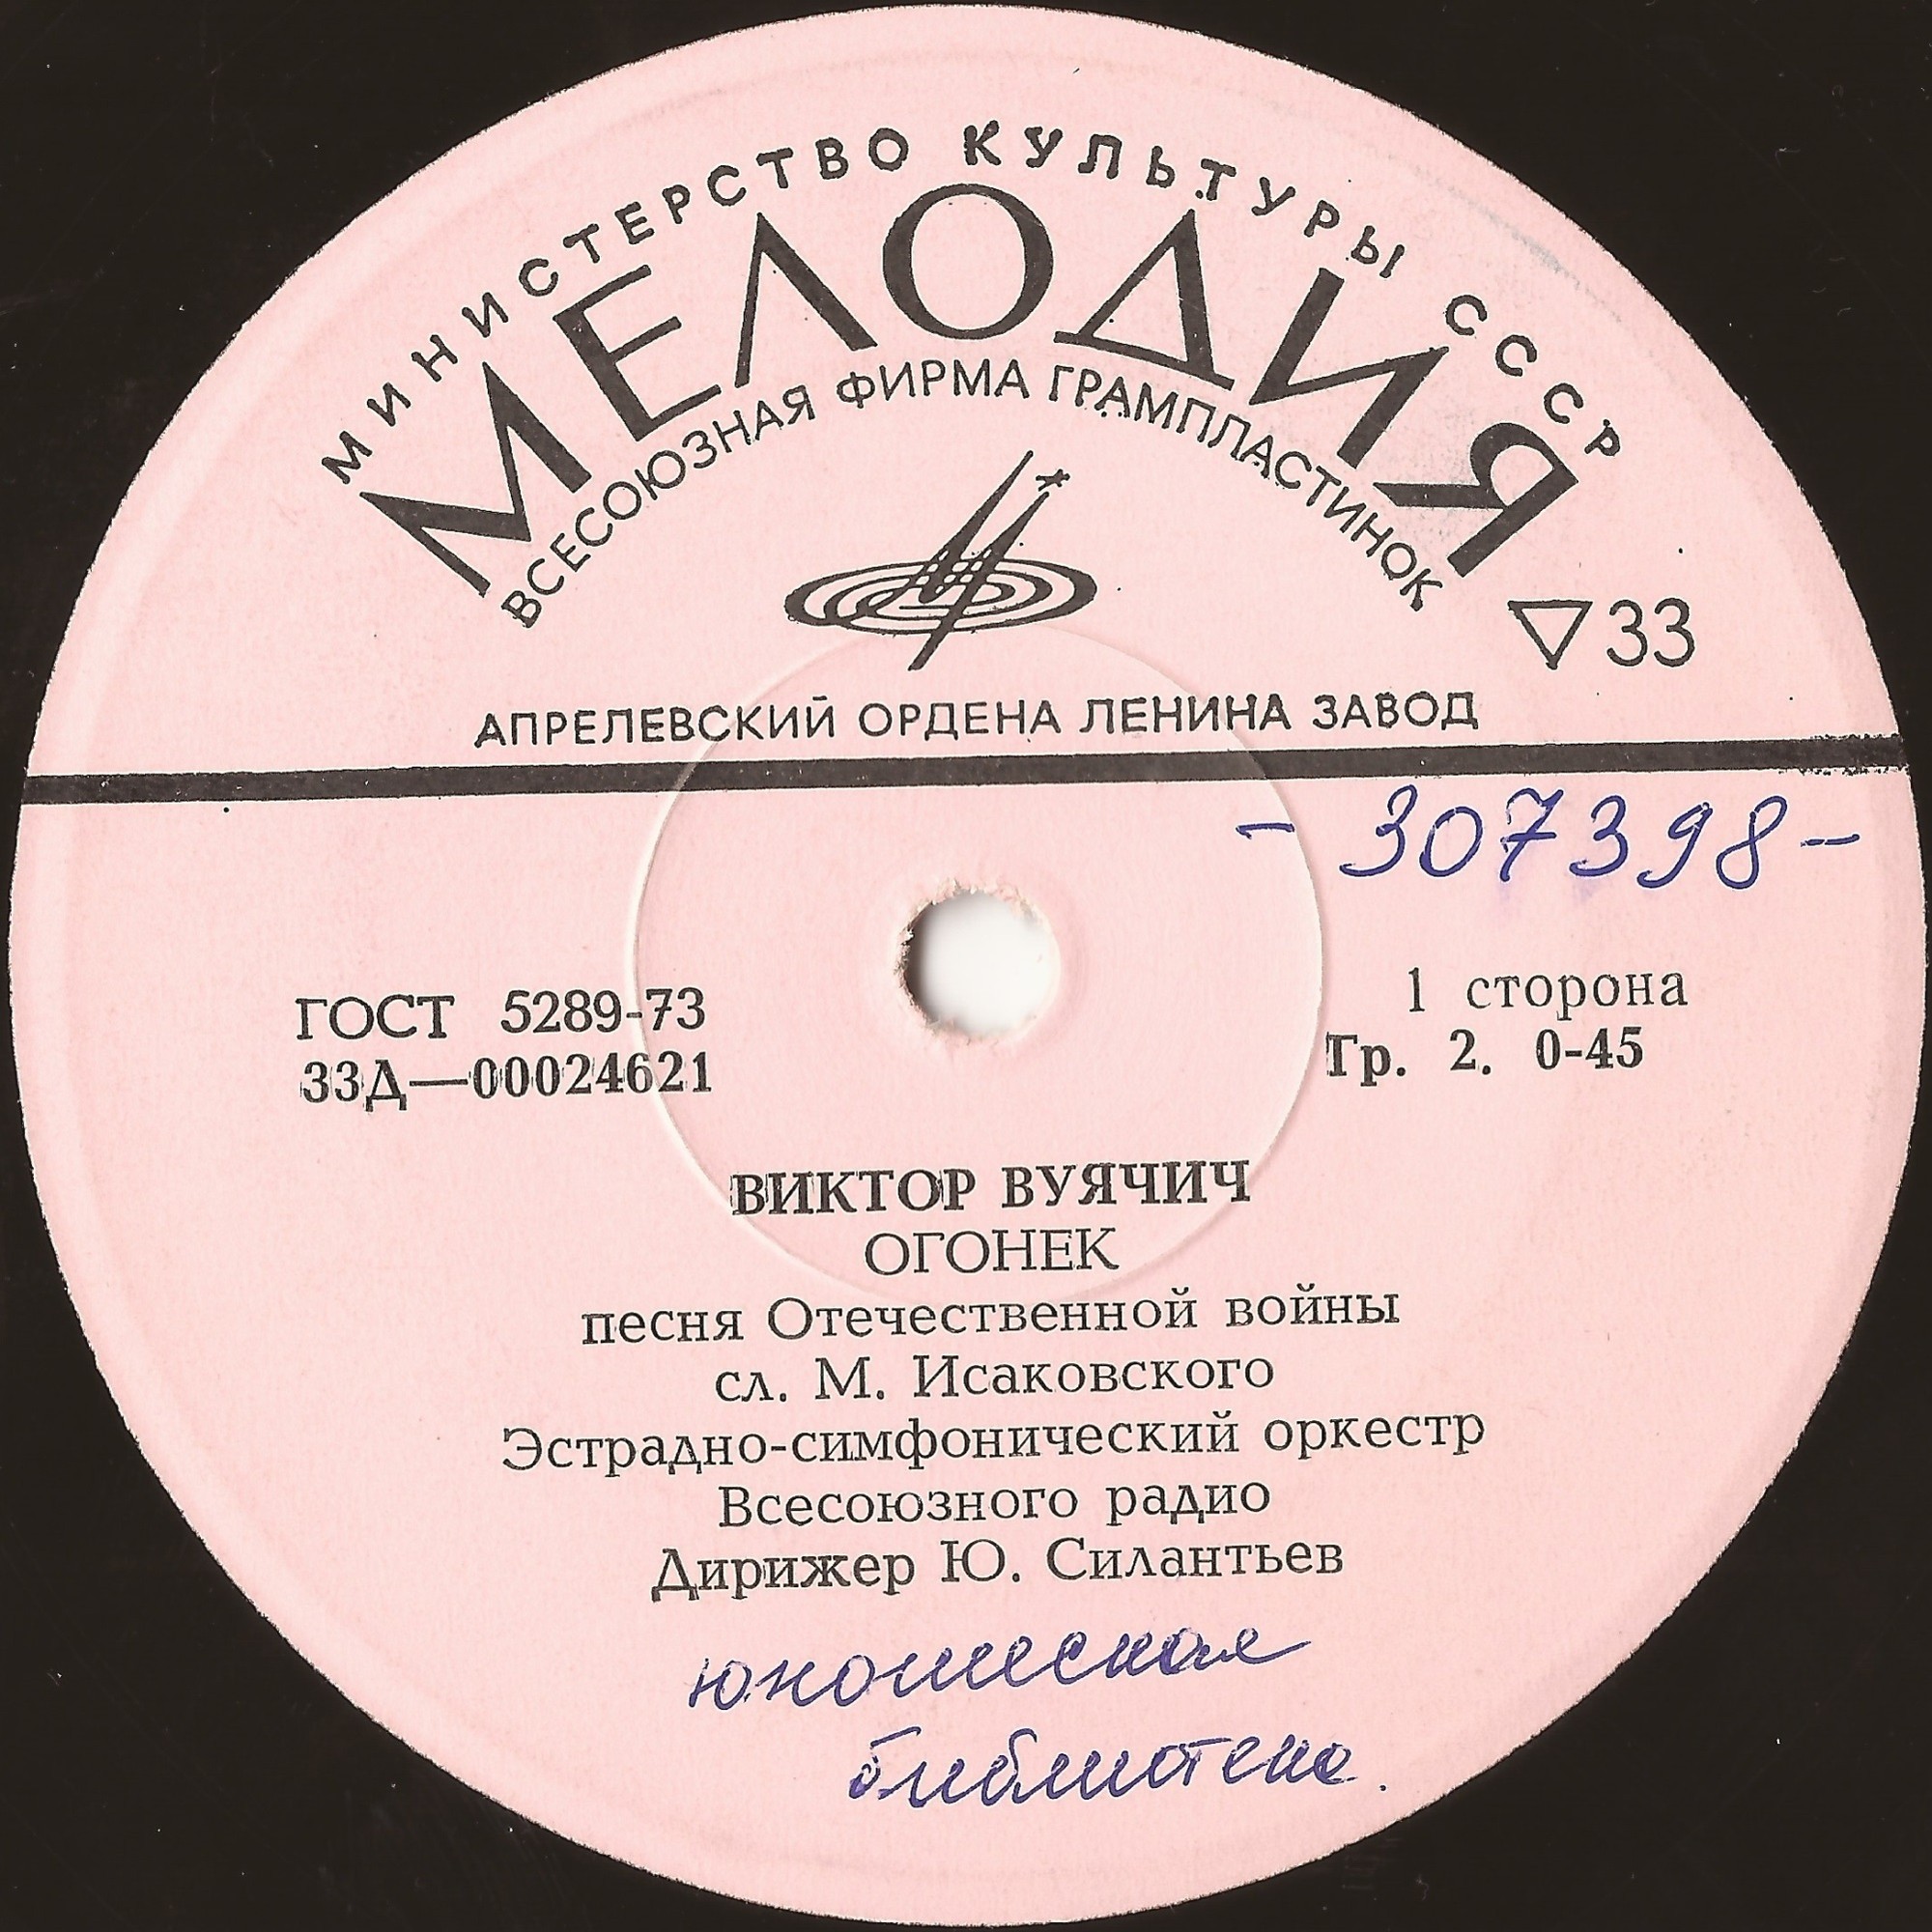 МИНИСТЕРСТВО КУЛЬТУРЫ СССР
МЕЛОДИЯ
ВСЕСОЮЗНАЯ ФИРМА ГРАМПЛАСТИНОК
▽33
АПРЕЛЕВСКИЙ ОРДЕНА ЛЕНИНА ЗАВОД
- 307398 -
ГОСТ 5289-73
33Д—00024621
1 сторона
Гр. 2. 0-45
ВИКТОР ВУЯЧИЧ
ОГОНЕК
песня Отечественной войны
сл. М. Исаковского
Эстрадно-симфонический оркестр
Всесоюзного радио
Дирижер Ю. Силантьев
юношеская
библиотека.